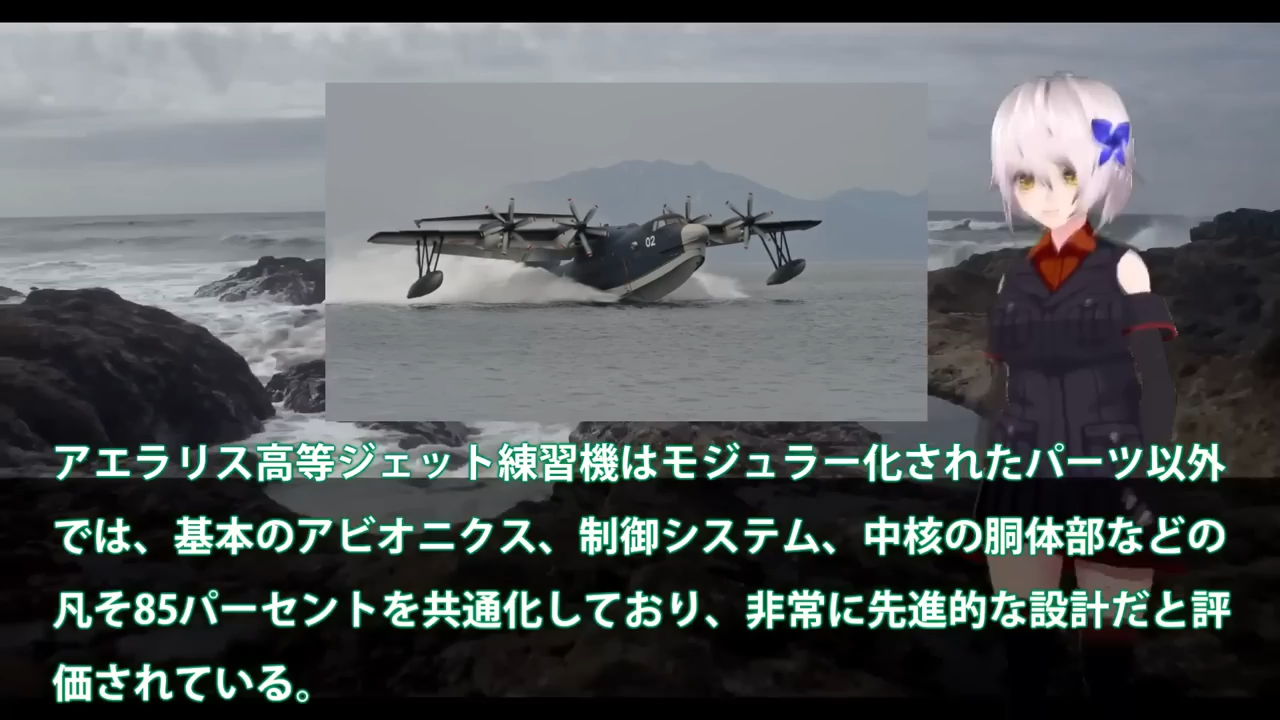 02
アエラリス高等ジェット練習機はモジュラー化されたパーツ以外
では、基本のアビオニクス、制御システム、中核の胴体部などの
凡そ85パーセントを共通化しており、非常に先進的な設計だと評
価されている。